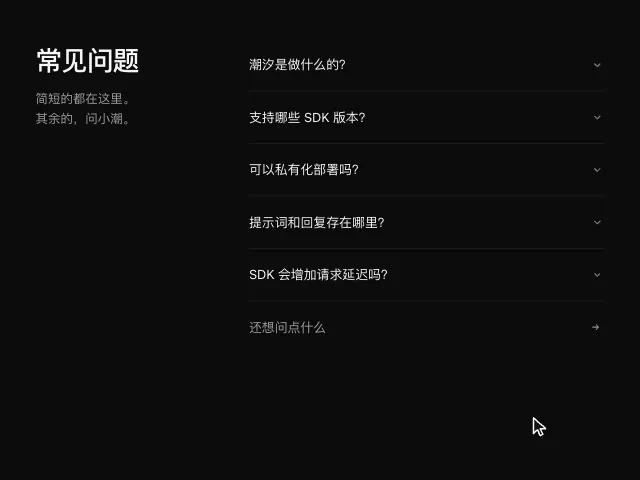 常见问题
简短的都在这里。
其余的，问小潮。
潮汐是做什么的?
支持哪些 SDK 版本?
可以私有化部署吗?
提示词和回复存在哪里?
SDK 会增加请求延迟吗?
还想问点什么